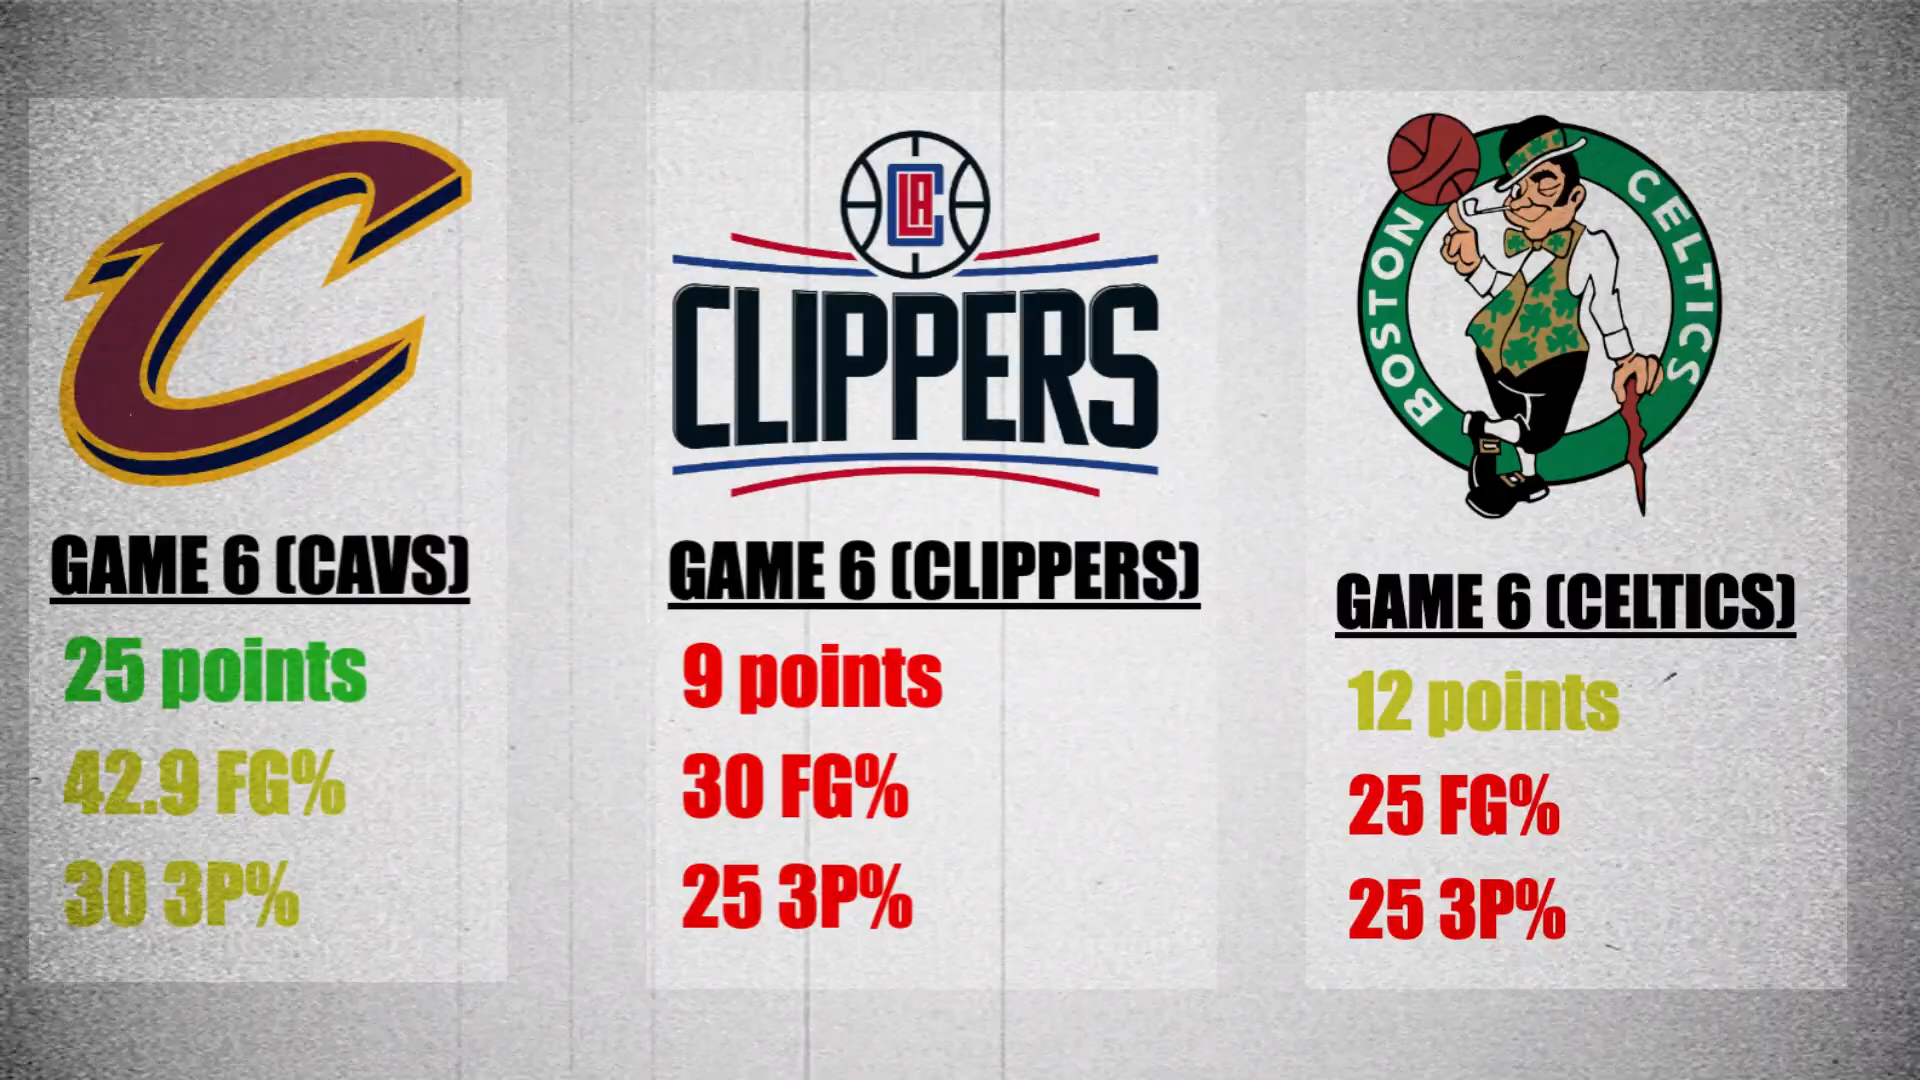 GAME 6 (CAVS)
25 points
42.9 FG%
30 3P%
LA
CLIPPERS
GAME 6 (CLIPPERS)
9 points
30 FG%
25 3P%
BOSTON CELTICS
GAME 6 (CELTICS)
12 points
25 FG%
25 3P%